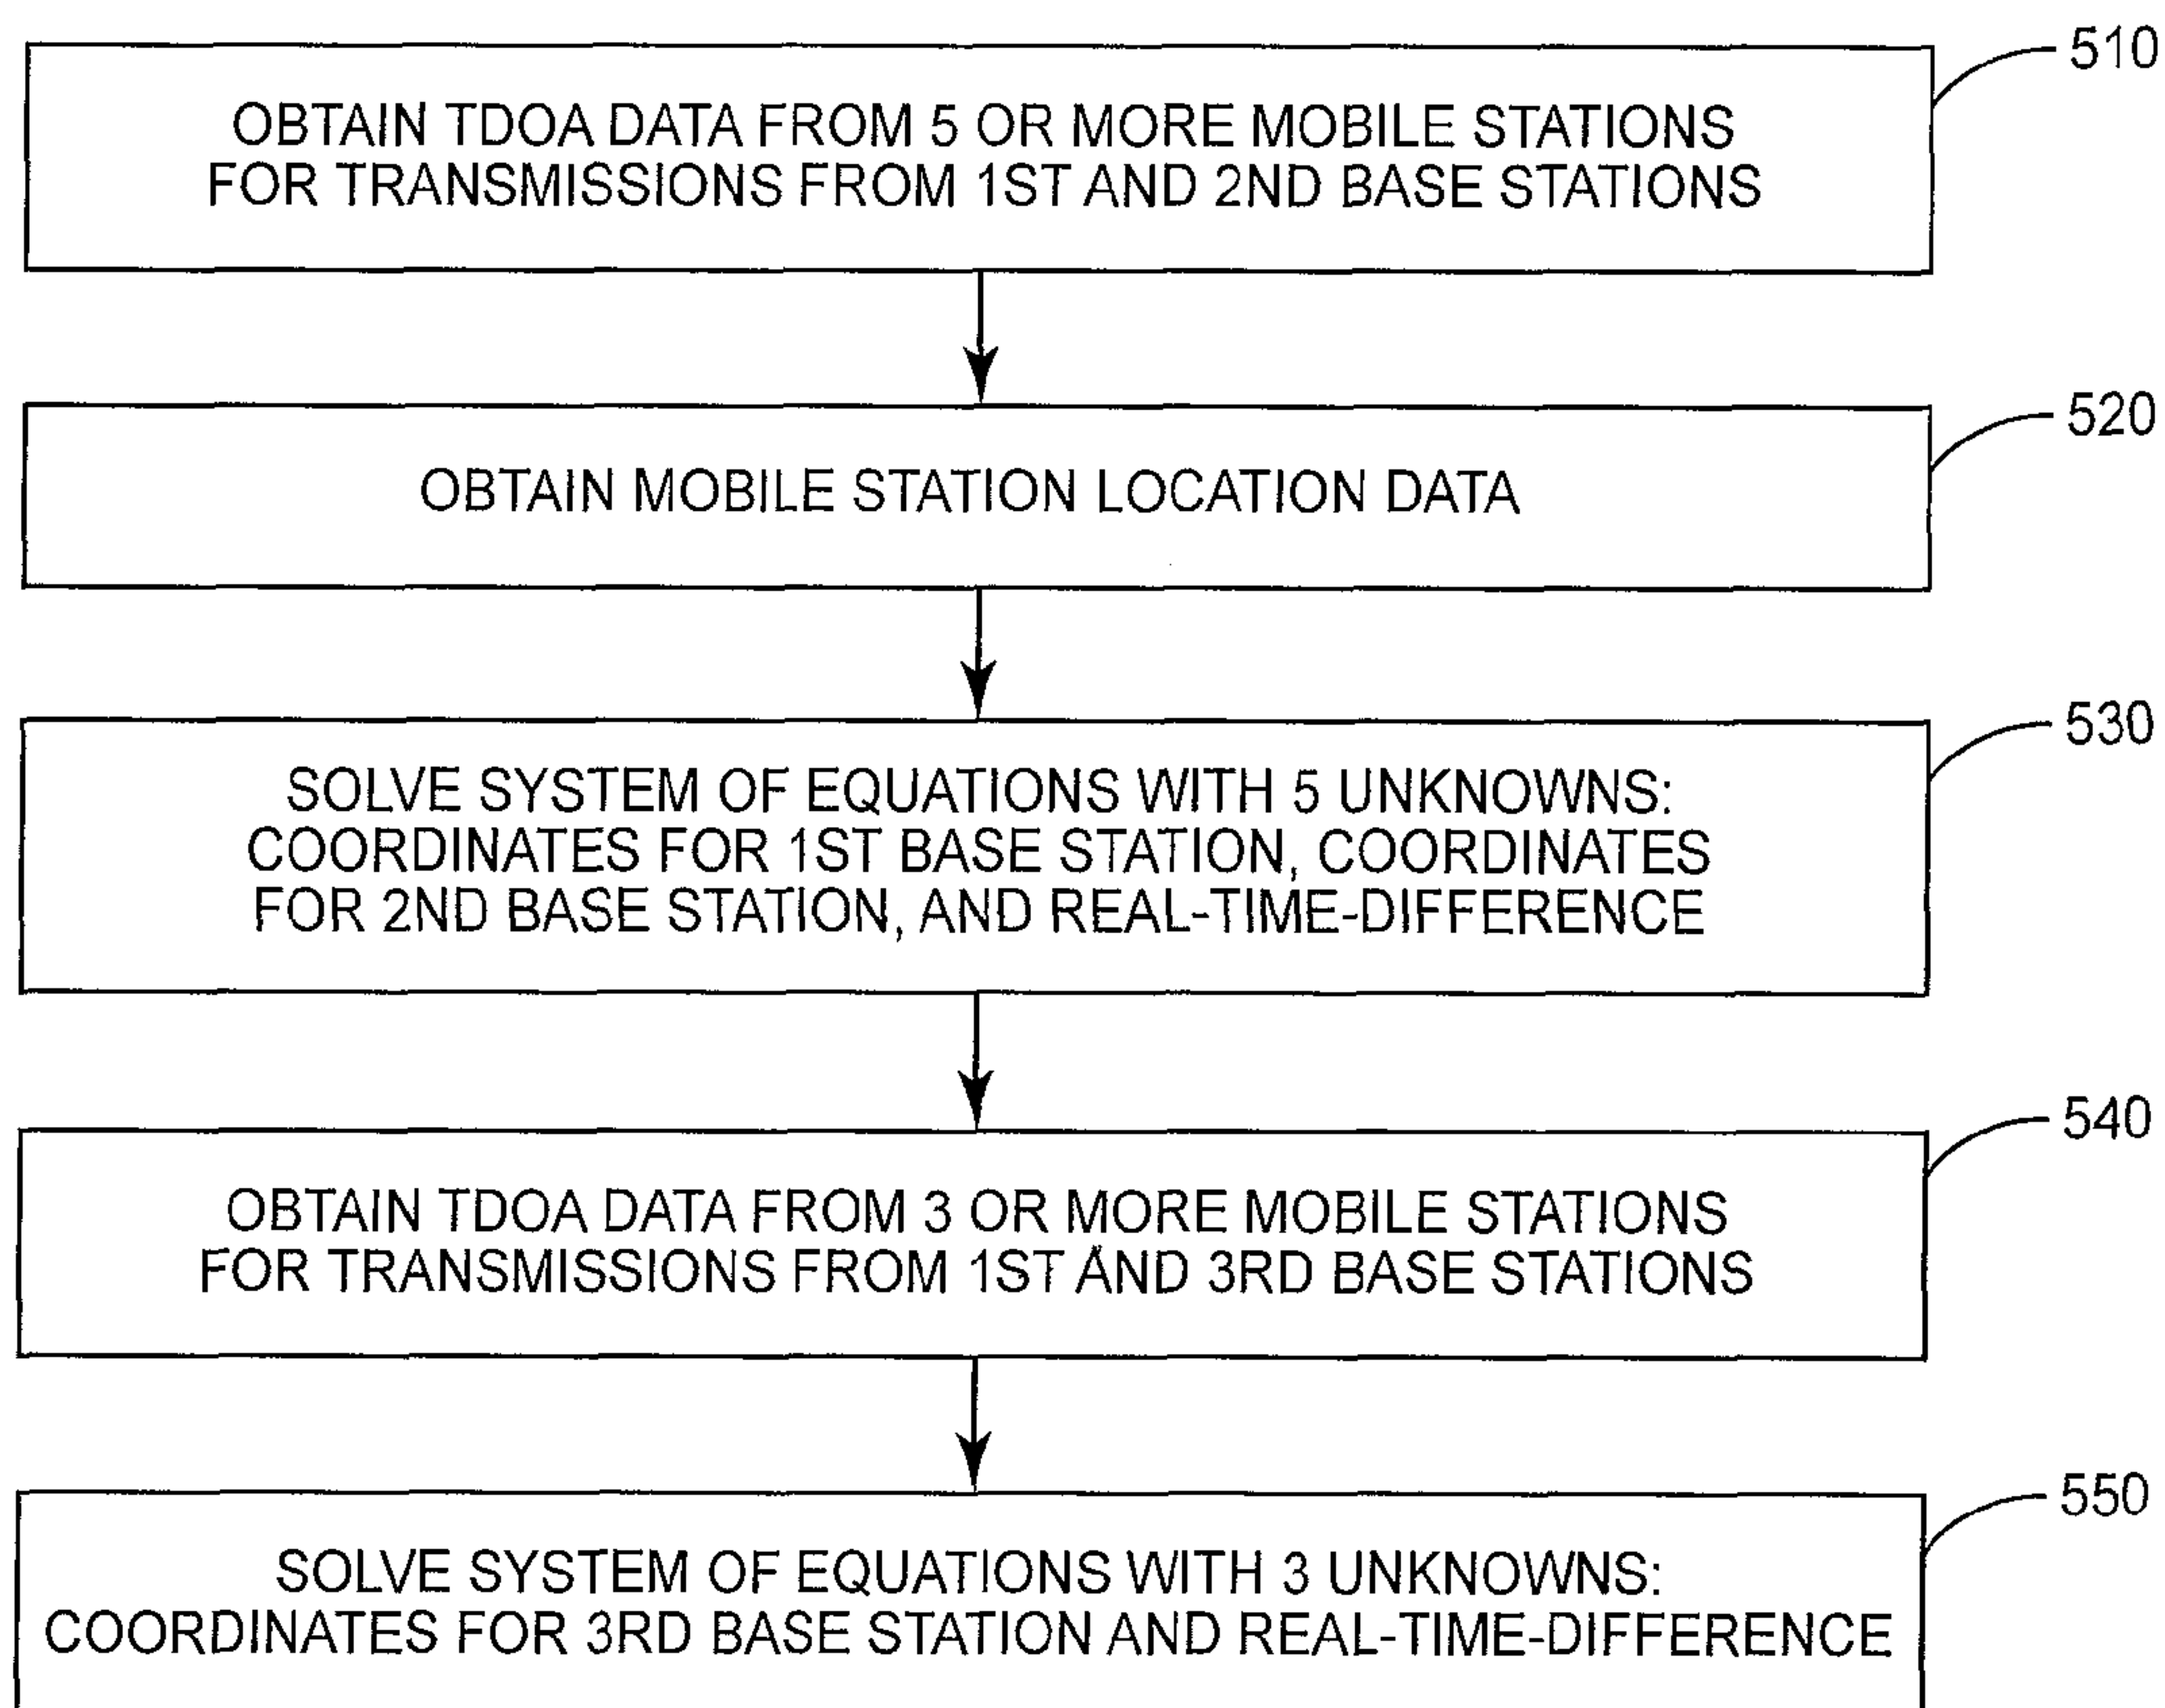 510
OBTAIN TDOA DATA FROM 5 OR MORE MOBILE STATIONS
FOR TRANSMISSIONS FROM 1ST AND 2ND BASE STATIONS
520
OBTAIN MOBILE STATION LOCATION DATA
530
SOLVE SYSTEM OF EQUATIONS WITH 5 UNKNOWNS:
COORDINATES FOR 1ST BASE STATION, COORDINATES
FOR 2ND BASE STATION, AND REAL-TIME-DIFFERENCE
540
OBTAIN TDOA DATA FROM 3 OR MORE MOBILE STATIONS
FOR TRANSMISSIONS FROM 1ST AND 3RD BASE STATIONS
550
SOLVE SYSTEM OF EQUATIONS WITH 3 UNKNOWNS:
COORDINATES FOR 3RD BASE STATION AND REAL-TIME-DIFFERENCE